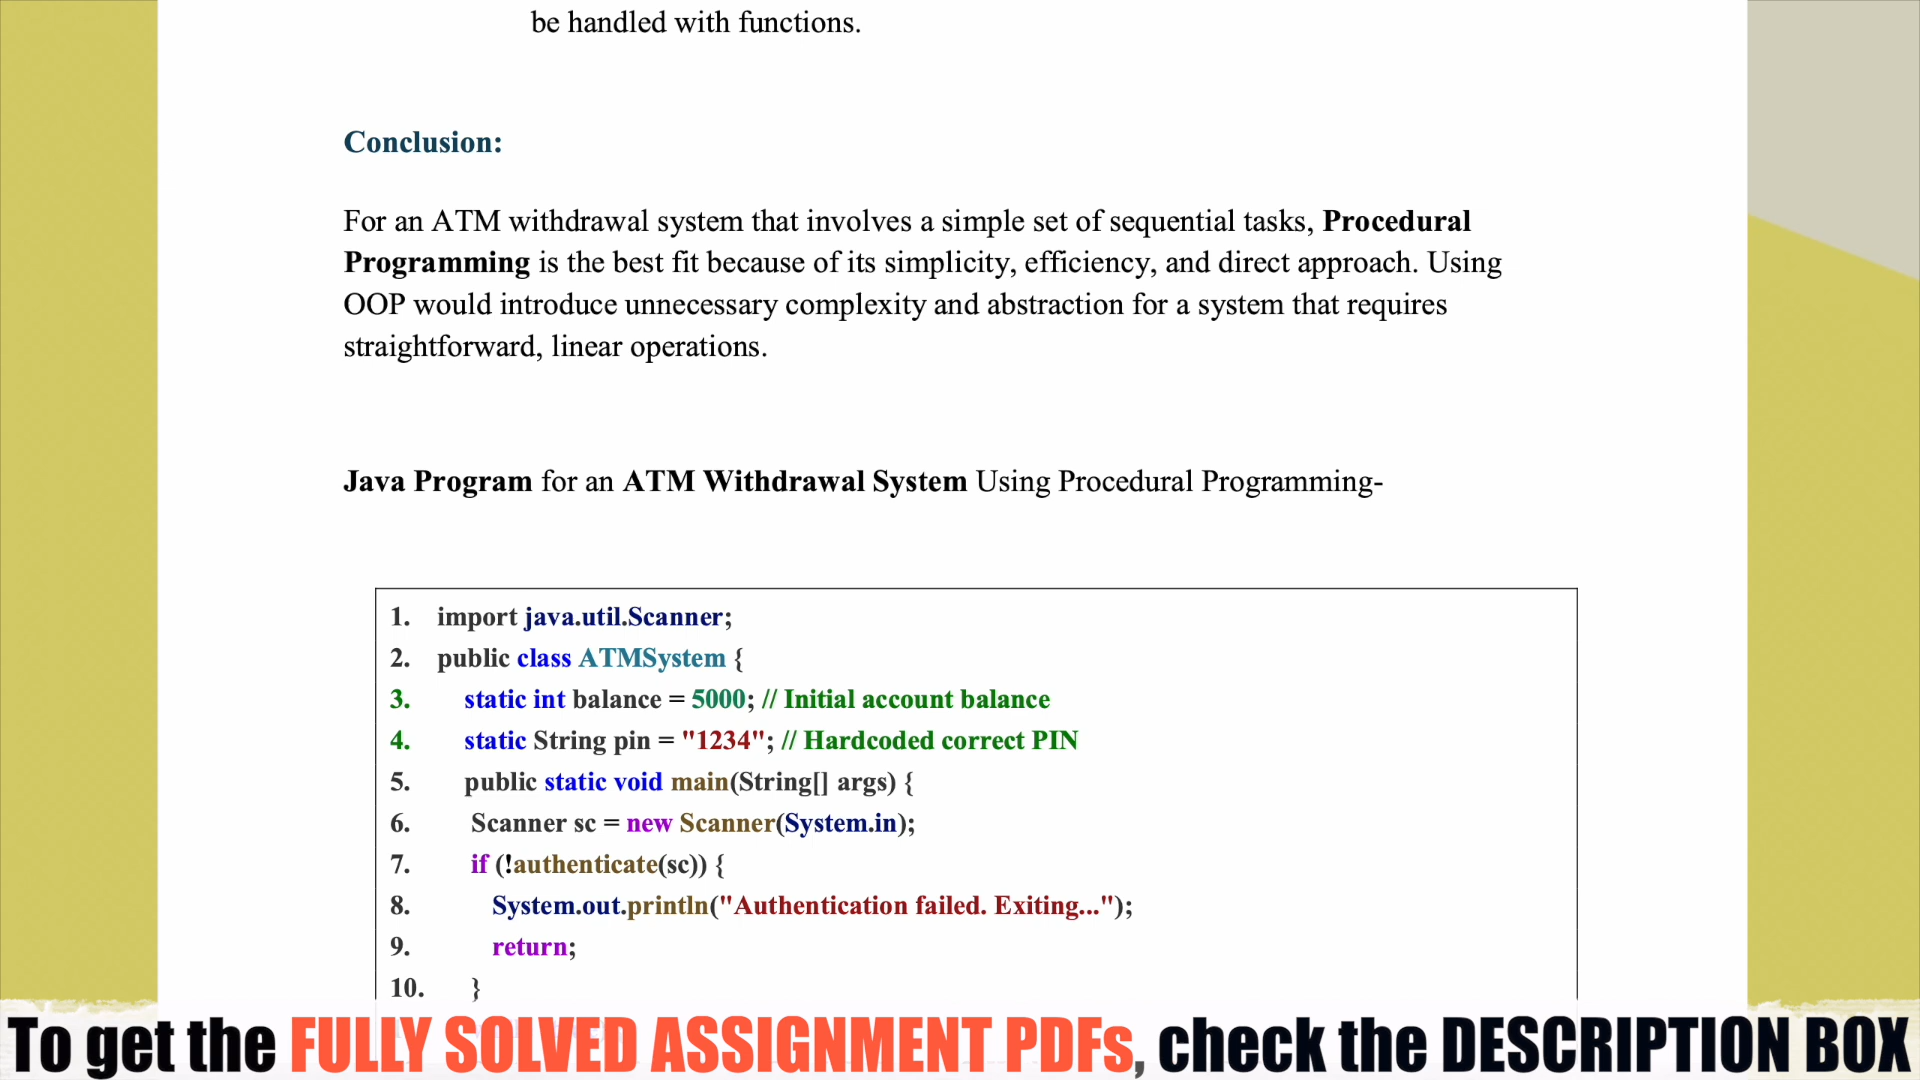 be handled with functions.
Conclusion:
For an ATM withdrawal system that involves a simple set of sequential tasks, Procedural
Programming is the best fit because of its simplicity, efficiency, and direct approach. Using
OOP would introduce unnecessary complexity and abstraction for a system that requires
straightforward, linear operations.
Java Program for an ATM Withdrawal System Using Procedural Programming-
1. import java.util.Scanner;
2. public class ATMSystem {
3. static int balance = 5000; // Initial account balance
4. static String pin = "1234"; // Hardcoded correct PIN
5. public static void main(String[] args) {
6. Scanner sc = new Scanner(System.in);
7. if (!authenticate(sc)) {
8. System.out.println("Authentication failed. Exiting...");
9. return;
10. }
To get the FULLY SOLVED ASSIGNMENT PDFs, check the DESCRIPTION BOX